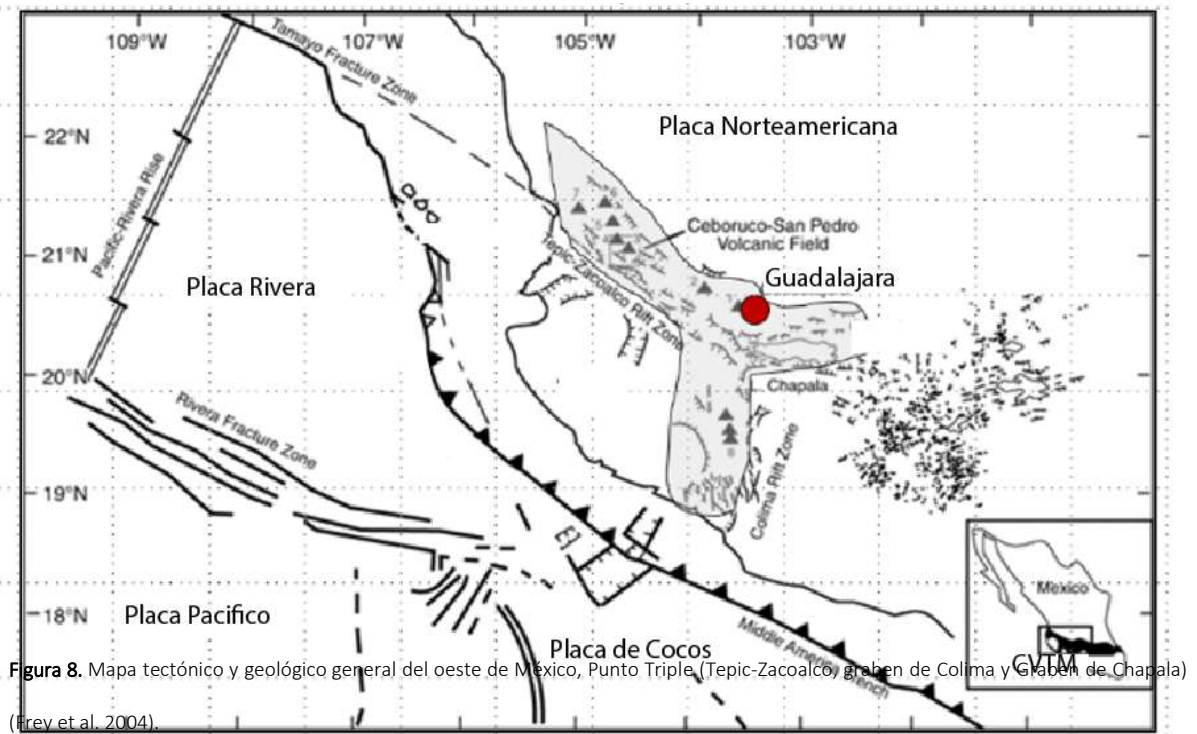 109°W 107°W 105°W 103°W
Tamayo Fracture Zone
22°N
Placa Norteamericana
Pacific-Rivera Rise
7 6
Ceboruco-San Pedro
Volcanic Field
21°N
Tepic-Zacoalco Rift Zone
Placa Rivera
Guadalajara
20°N
Chapala
Rivera Fracture Zone
Colima Rift Zone
19°N
Mexico
18°N
Placa Pacifico
Placa de Cocos
Middle America Trench
CVTM
Figura 8. Mapa tectónico y geológico general del oeste de México, Punto Triple (Tepic-Zacoalco, graben de Colima y Graben de Chapala)
(Frey et al. 2004).